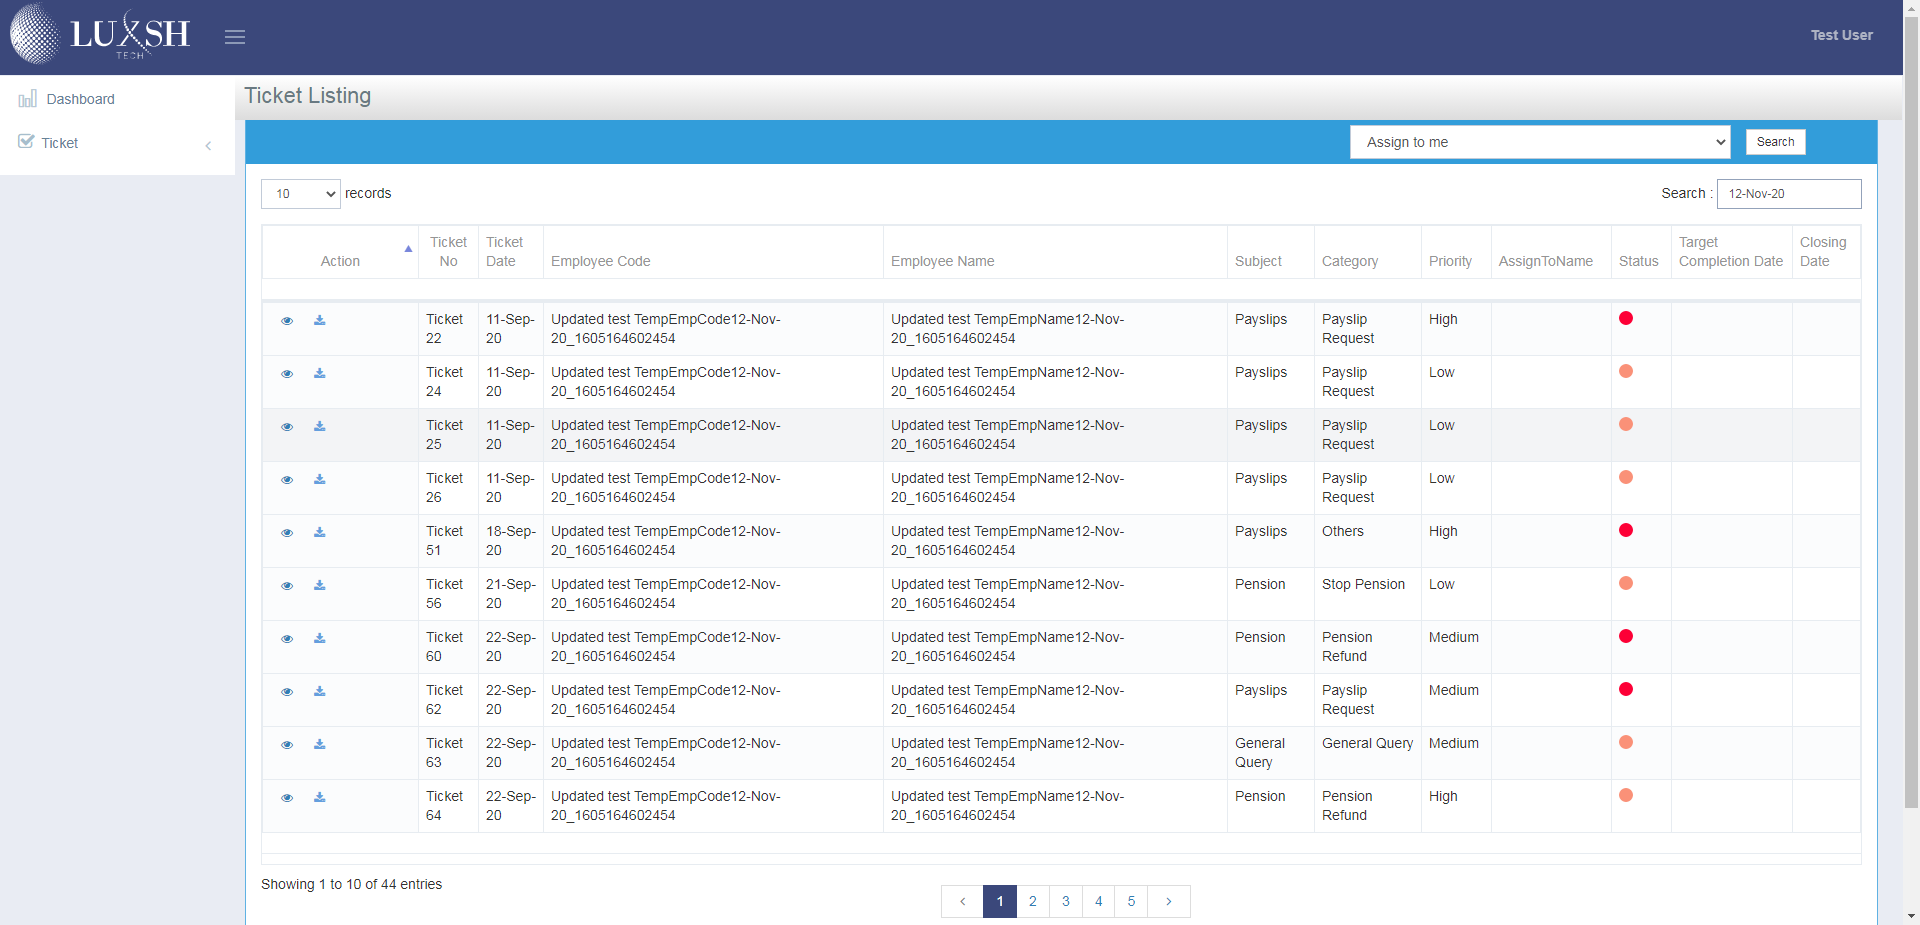 LUXSH
TECH
Test User
Dashboard
Ticket
Ticket Listing
Assign to me
Search
10 records
Search : 12-Nov-20
Action
Ticket
No
Ticket
Date
Employee Code
Employee Name
Subject
Category
Priority
AssignToName
Status
Target
Completion Date
Closing
Date
Ticket 11-Sep- Updated test TempEmpCode12-Nov- Updated test TempEmpName12-Nov- Payslips Payslip High
22 20 20_1605164602454 20_1605164602454 Request
Ticket 11-Sep- Updated test TempEmpCode12-Nov- Updated test TempEmpName12-Nov- Payslips Payslip Low
24 20 20_1605164602454 20_1605164602454 Request
Ticket 11-Sep- Updated test TempEmpCode12-Nov- Updated test TempEmpName12-Nov- Payslips Payslip Low
25 20 20_1605164602454 20_1605164602454 Request
Ticket 11-Sep- Updated test TempEmpCode12-Nov- Updated test TempEmpName12-Nov- Payslips Payslip Low
26 20 20_1605164602454 20_1605164602454 Request
Ticket 18-Sep- Updated test TempEmpCode12-Nov- Updated test TempEmpName12-Nov- Payslips Others High
51 20 20_1605164602454 20_1605164602454
Ticket 21-Sep- Updated test TempEmpCode12-Nov- Updated test TempEmpName12-Nov- Pension Stop Pension Low
56 20 20_1605164602454 20_1605164602454
Ticket 22-Sep- Updated test TempEmpCode12-Nov- Updated test TempEmpName12-Nov- Pension Pension Medium
60 20 20_1605164602454 20_1605164602454 Refund
Ticket 22-Sep- Updated test TempEmpCode12-Nov- Updated test TempEmpName12-Nov- Payslips Payslip Medium
62 20 20_1605164602454 20_1605164602454 Request
Ticket 22-Sep- Updated test TempEmpCode12-Nov- Updated test TempEmpName12-Nov- General General Query Medium
63 20 20_1605164602454 20_1605164602454 Query
Ticket 22-Sep- Updated test TempEmpCode12-Nov- Updated test TempEmpName12-Nov- Pension Pension High
64 20 20_1605164602454 20_1605164602454 Refund
Showing 1 to 10 of 44 entries
1 2 3 4 5